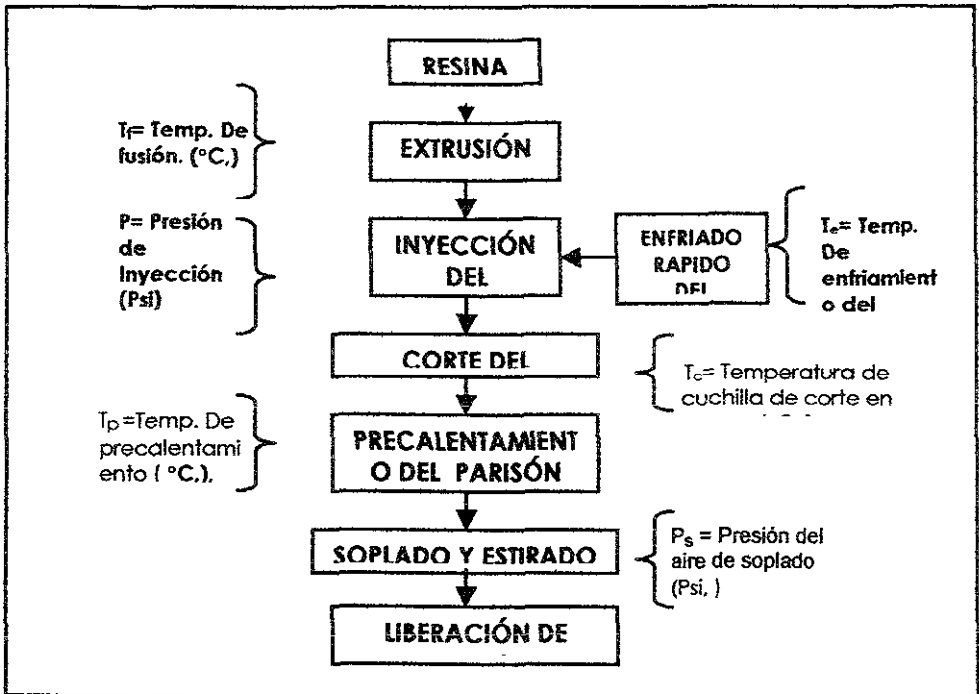 RESINA
Tf= Temp. De
fusión. (°C,)
EXTRUSIÓN
P= Presión
de
Inyección
(Psi)
INYECCIÓN
DEL
ENFRIADO
RAPIDO
DEL
Te= Temp.
De
enfriamient
o del
CORTE DEL
Tc= Temperatura de
cuchilla de corte en
Tp =Temp. De
precalentami
ento ( °C,),
PRECALENTAMIENT
O DEL PARISÓN
SOPLADO Y ESTIRADO
Ps = Presión del
aire de soplado
(Psi, )
LIBERACIÓN DE